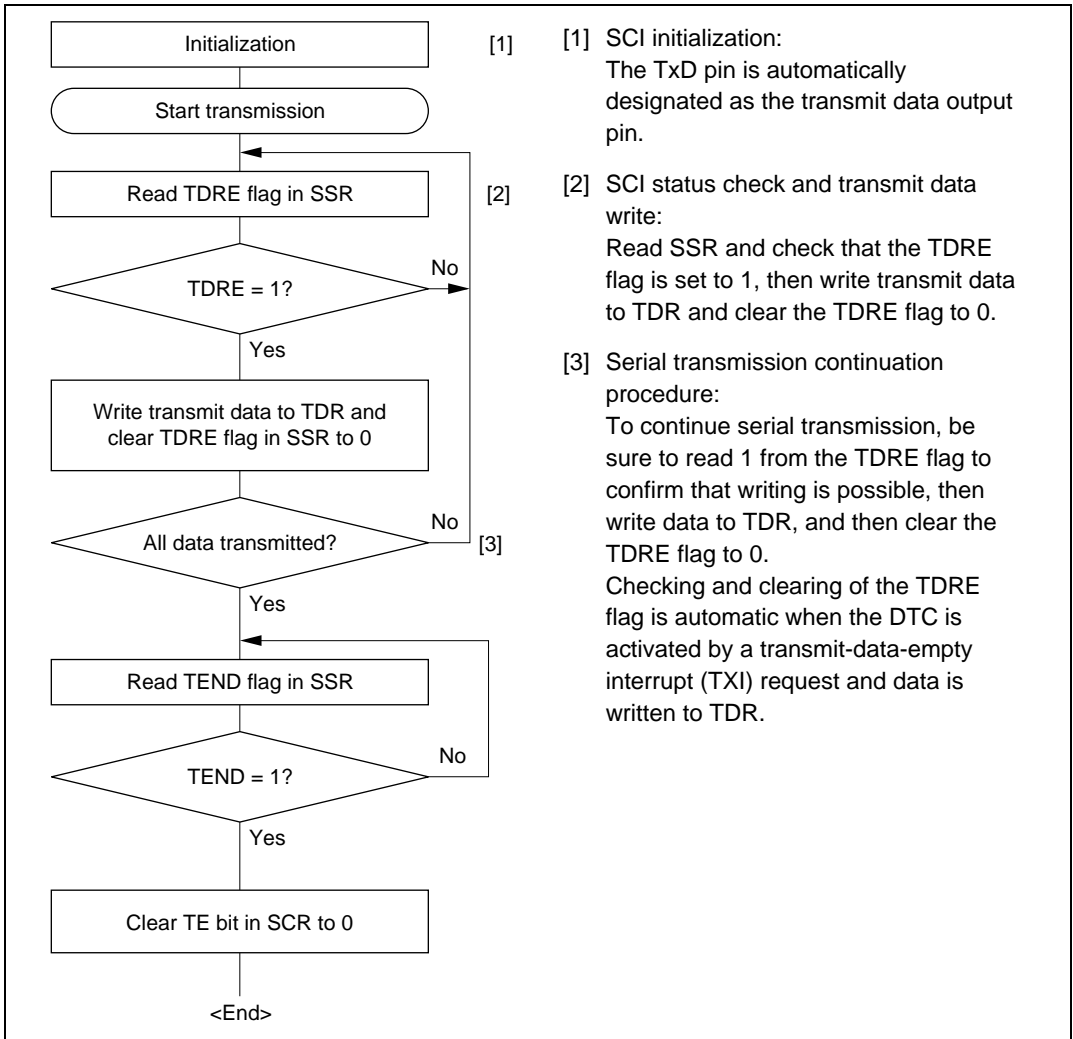 Initialization
[1]
Start transmission
Read TDRE flag in SSR
[2]
TDRE = 1?
No
Yes
Write transmit data to TDR and
clear TDRE flag in SSR to 0
All data transmitted?
No
[3]
Yes
Read TEND flag in SSR
TEND = 1?
No
Yes
Clear TE bit in SCR to 0
<End>
[1] SCI initialization:
The TxD pin is automatically
designated as the transmit data output
pin.
[2] SCI status check and transmit data
write:
Read SSR and check that the TDRE
flag is set to 1, then write transmit data
to TDR and clear the TDRE flag to 0.
[3] Serial transmission continuation
procedure:
To continue serial transmission, be
sure to read 1 from the TDRE flag to
confirm that writing is possible, then
write data to TDR, and then clear the
TDRE flag to 0.
Checking and clearing of the TDRE
flag is automatic when the DTC is
activated by a transmit-data-empty
interrupt (TXI) request and data is
written to TDR.